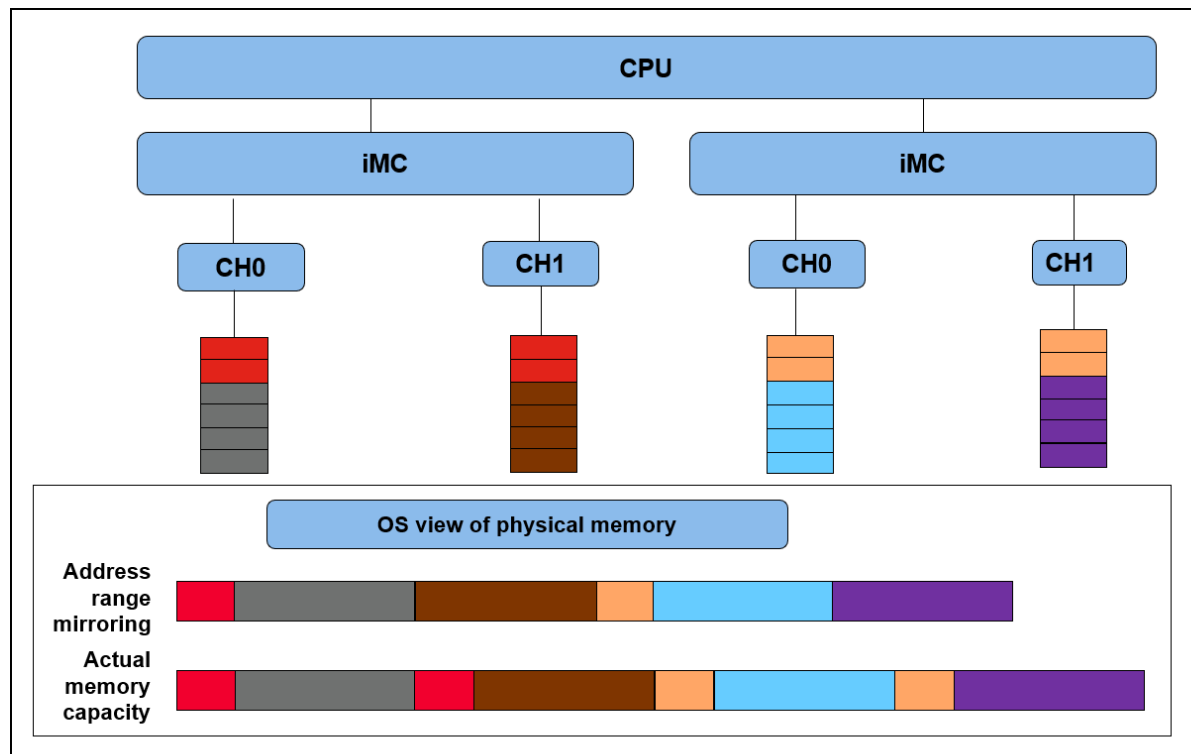 CPU
iMC
iMC
CH0
CH1
CH0
CH1
OS view of physical memory
Address
range
mirroring
Actual
memory
capacity